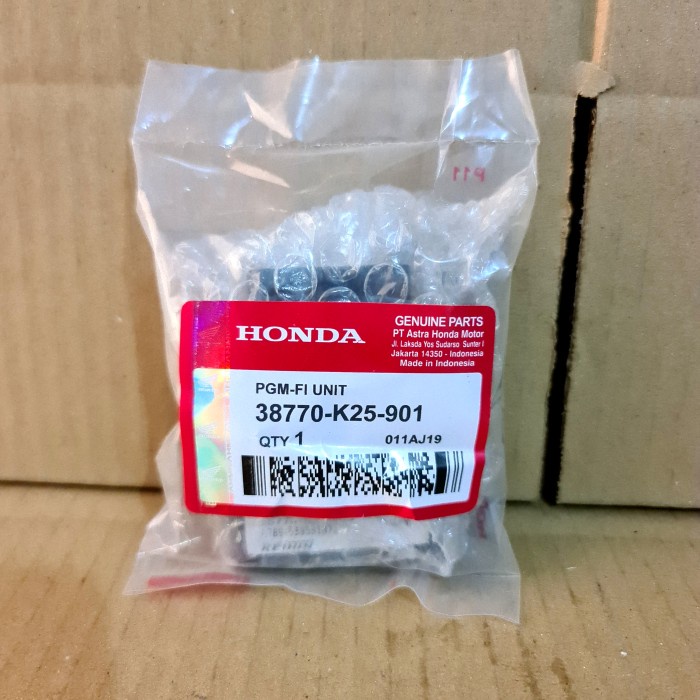 P11
HONDA
GENUINE PARTS
PT Astra Honda Motor
Jl. Laksda Yos Sudarso Sunter I
Jakarta 14350 - Indonesia
Made in Indonesia
PGM-FI UNIT
38770-K25-901
QTY 1 011AJ19